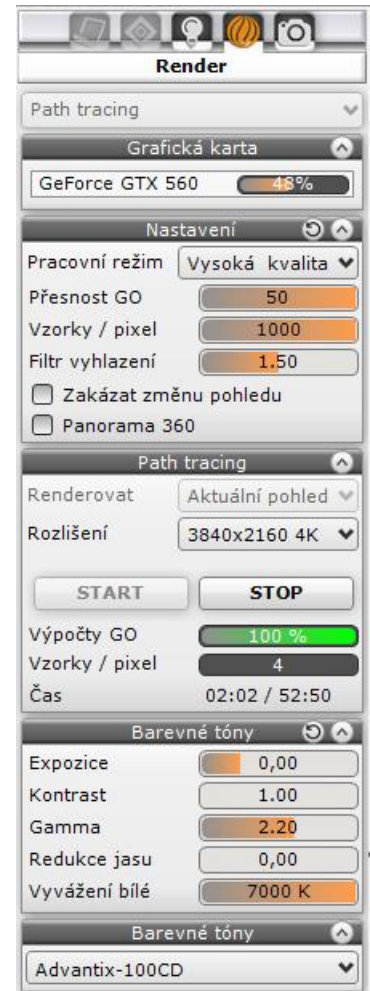 Render
Path tracing
Grafická karta
GeForce GTX 560 48%
Nastavení
Pracovní režim Vysoká kvalita
Přesnost GO 50
Vzorky / pixel 1000
Filtr vyhlazení 1.50
Zakázat změnu pohledu
Panorama 360
Path tracing
Renderovat Aktuální pohled
Rozlišení 3840x2160 4K
START STOP
Výpočty GO 100 %
Vzorky / pixel 4
Čas 02:02 / 52:50
Barevné tóny
Expozice 0,00
Kontrast 1.00
Gamma 2.20
Redukce jasu 0,00
Vyvážení bílé 7000 K
Barevné tóny
Advantix-100CD